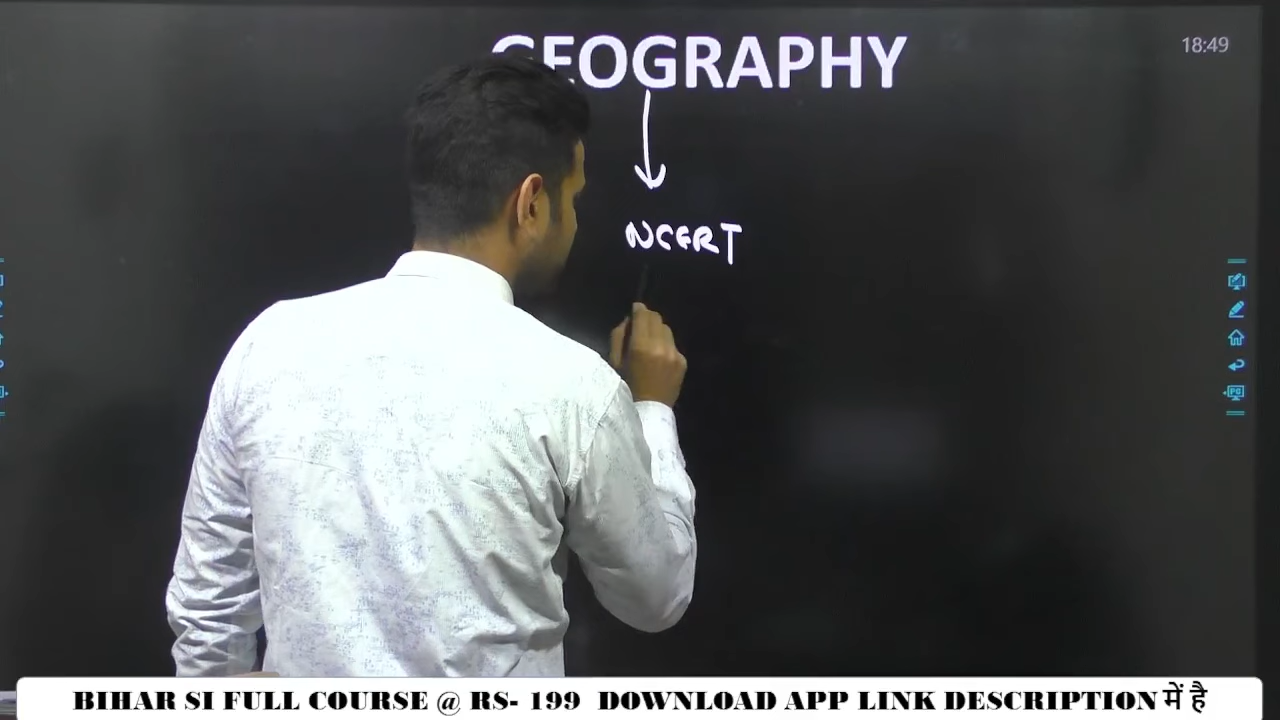 GEOGRAPHY
18:49
NCERT
BIHAR SI FULL COURSE @ RS- 199 DOWNLOAD APP LINK DESCRIPTION में है